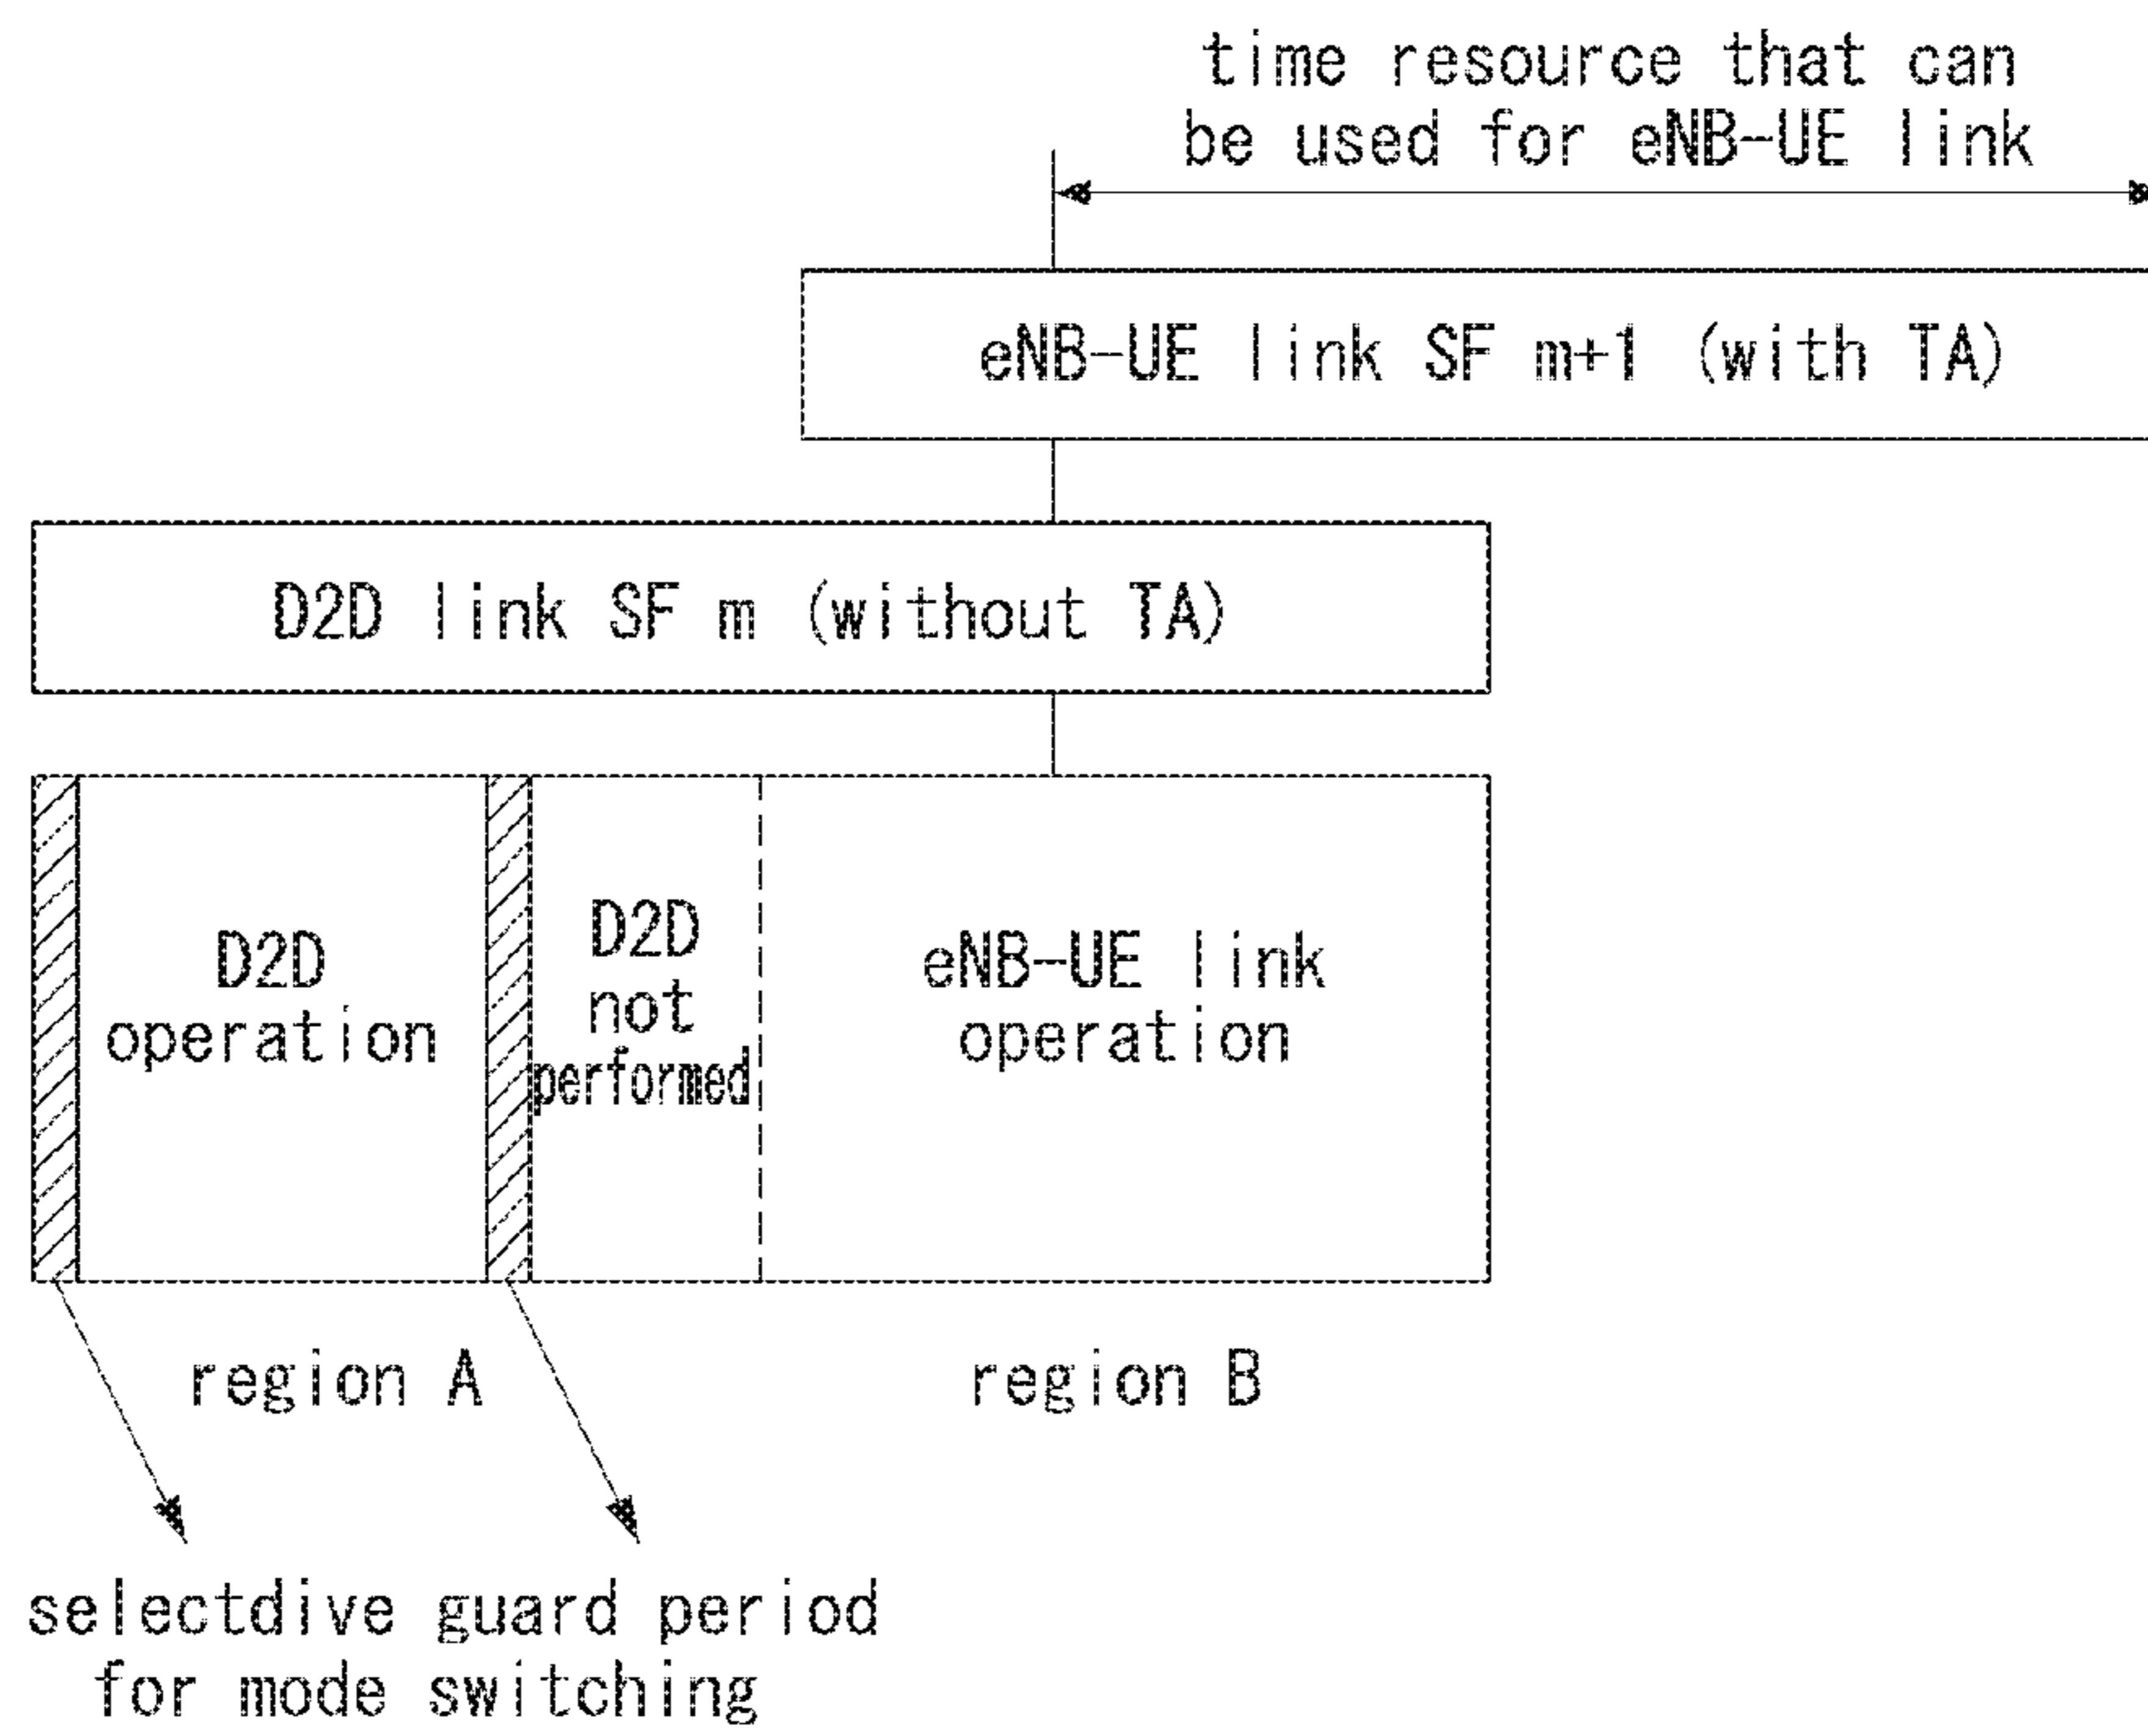 time resource that can
be used for eNB-UE link
eNB-UE link SF m+1 (with TA)
D2D link SF m (without TA)
D2D
operation
D2D
not
performed
eNB-UE link
operation
region A
region B
selectdive guard period
for mode switching